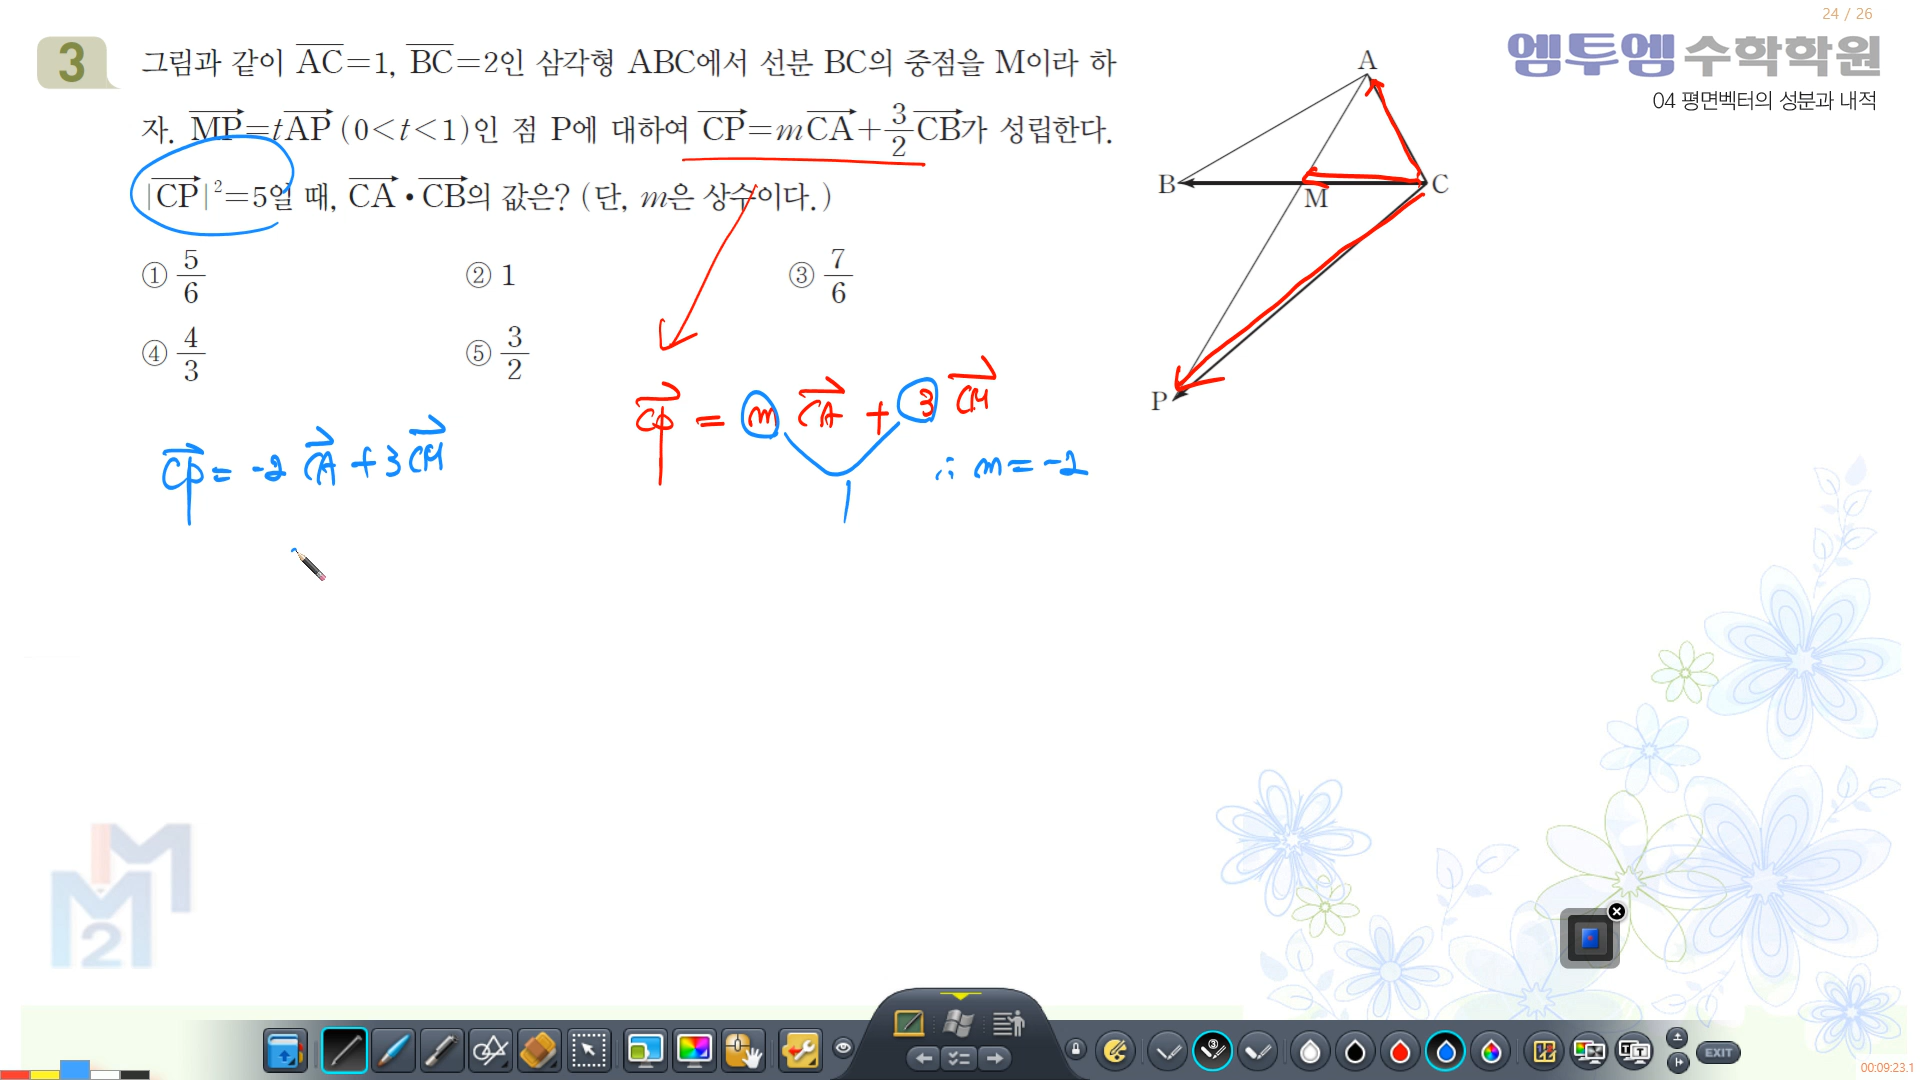 24 / 26
엠투엠 수학학원
04 평면벡터의 성분과 내적
3
그림과 같이 AC=1, BC=2인 삼각형 ABC에서 선분 BC의 중점을 M이라 하
자. MP=tAP (0<t<1)인 점 P에 대하여 CP=mCA+3/2CB가 성립한다.
|CP|²=5일 때, CA•CB의 값은? (단, m은 상수이다.)
① 5/6
② 1
③ 7/6
④ 4/3
⑤ 3/2
A
B
M
C
P
CP = m CA + 3 CM
1
∴ m = -2
CP = -2 CA + 3 CM
M2M
EXIT
00:09:23.1